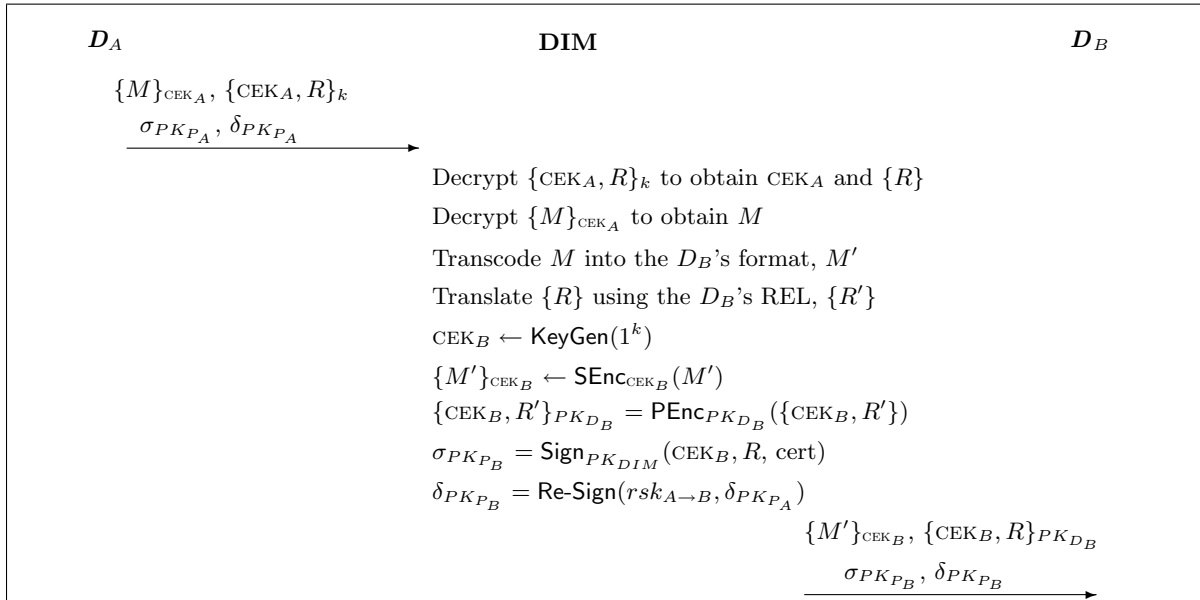 D_A DIM D_B
{M}_{CEK_A}, {CEK_A, R}_k
σ_{PK_{P_A}}, δ_{PK_{P_A}}
Decrypt {CEK_A, R}_k to obtain CEK_A and {R}
Decrypt {M}_{CEK_A} to obtain M
Transcode M into the D_B's format, M′
Translate {R} using the D_B's REL, {R′}
CEK_B ← KeyGen(1^k)
{M′}_{CEK_B} ← SEnc_{CEK_B}(M′)
{CEK_B, R′}_{PK_{D_B}} = PEnc_{PK_{D_B}}({CEK_B, R′})
σ_{PK_{P_B}} = Sign_{PK_{DIM}}(CEK_B, R, cert)
δ_{PK_{P_B}} = Re-Sign(rsk_{A→B}, δ_{PK_{P_A}})
{M′}_{CEK_B}, {CEK_B, R}_{PK_{D_B}}
σ_{PK_{P_B}}, δ_{PK_{P_B}}